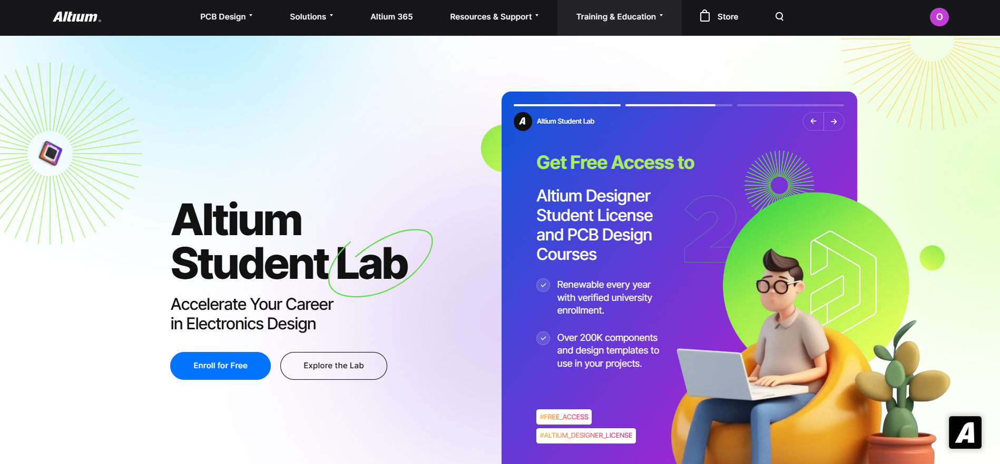 Altium®
PCB Design
Solutions
Altium 365
Resources & Support
Training & Education
Store
O
Altium
Student Lab
Accelerate Your Career
in Electronics Design
Enroll for Free
Explore the Lab
A
Altium Student Lab
Get Free Access to
2
Altium Designer
Student License
and PCB Design
Courses
Renewable every year
with verified university
enrollment.
Over 200K components
and design templates to
use in your projects.
#FREE_ACCESS
#ALTIUM_DESIGNER_LICENSE
A